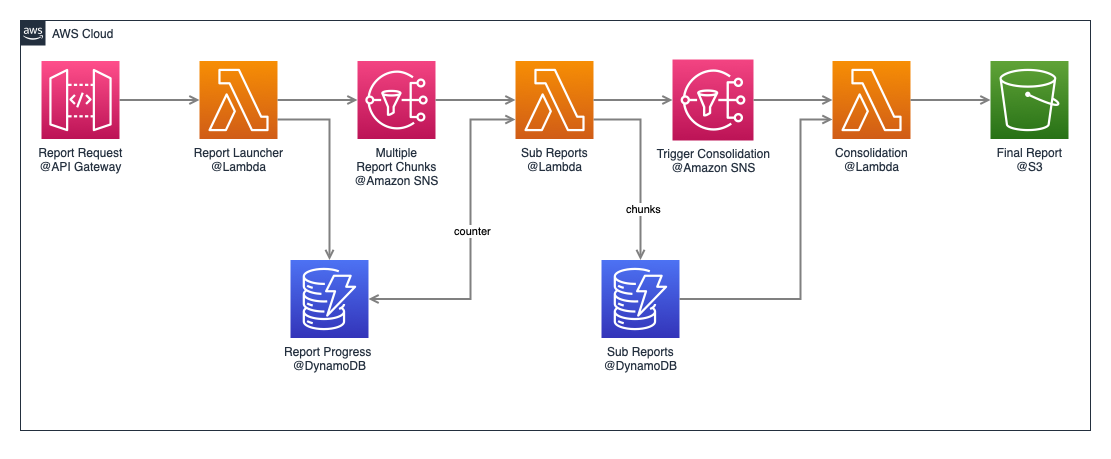 aws
AWS Cloud
Report Request
@API Gateway
Report Launcher
@Lambda
Multiple
Report Chunks
@Amazon SNS
Sub Reports
@Lambda
Trigger Consolidation
@Amazon SNS
Consolidation
@Lambda
Final Report
@S3
chunks
counter
Report Progress
@DynamoDB
Sub Reports
@DynamoDB